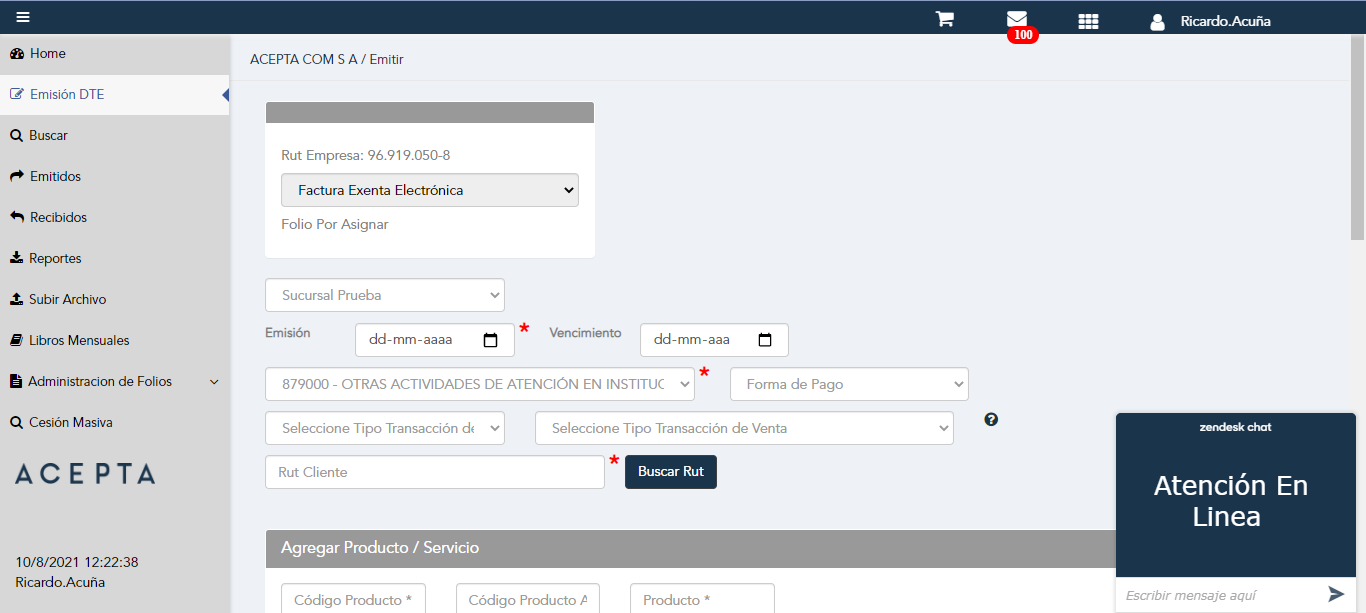 Ricardo.Acuña
100
Home
Emisión DTE
Buscar
Emitidos
Recibidos
Reportes
Subir Archivo
Libros Mensuales
Administracion de Folios
Cesión Masiva
ACEPTA
10/8/2021 12:22:38
Ricardo.Acuña
ACEPTA COM S A / Emitir
Rut Empresa: 96.919.050-8
Factura Exenta Electrónica
Folio Por Asignar
Sucursal Prueba
Emisión dd-mm-aaaa * Vencimiento dd-mm-aaa
879000 - OTRAS ACTIVIDADES DE ATENCIÓN EN INSTITUC * Forma de Pago
Seleccione Tipo Transacción de Seleccione Tipo Transacción de Venta ?
Rut Cliente * Buscar Rut
Agregar Producto / Servicio
Código Producto * Código Producto A Producto *
zendesk chat
Atención En
Linea
Escribir mensaje aquí